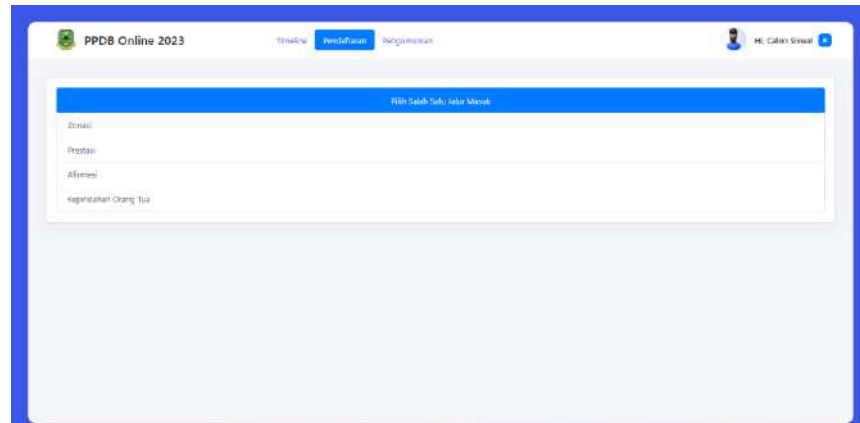 PPDB Online 2023
Timeline Pendaftaran Pengumuman
Hi, Calon Siswa!
Pilih Salah Satu Jalur Masuk
Zonasi
Prestasi
Afirmasi
Kepindahan Orang Tua